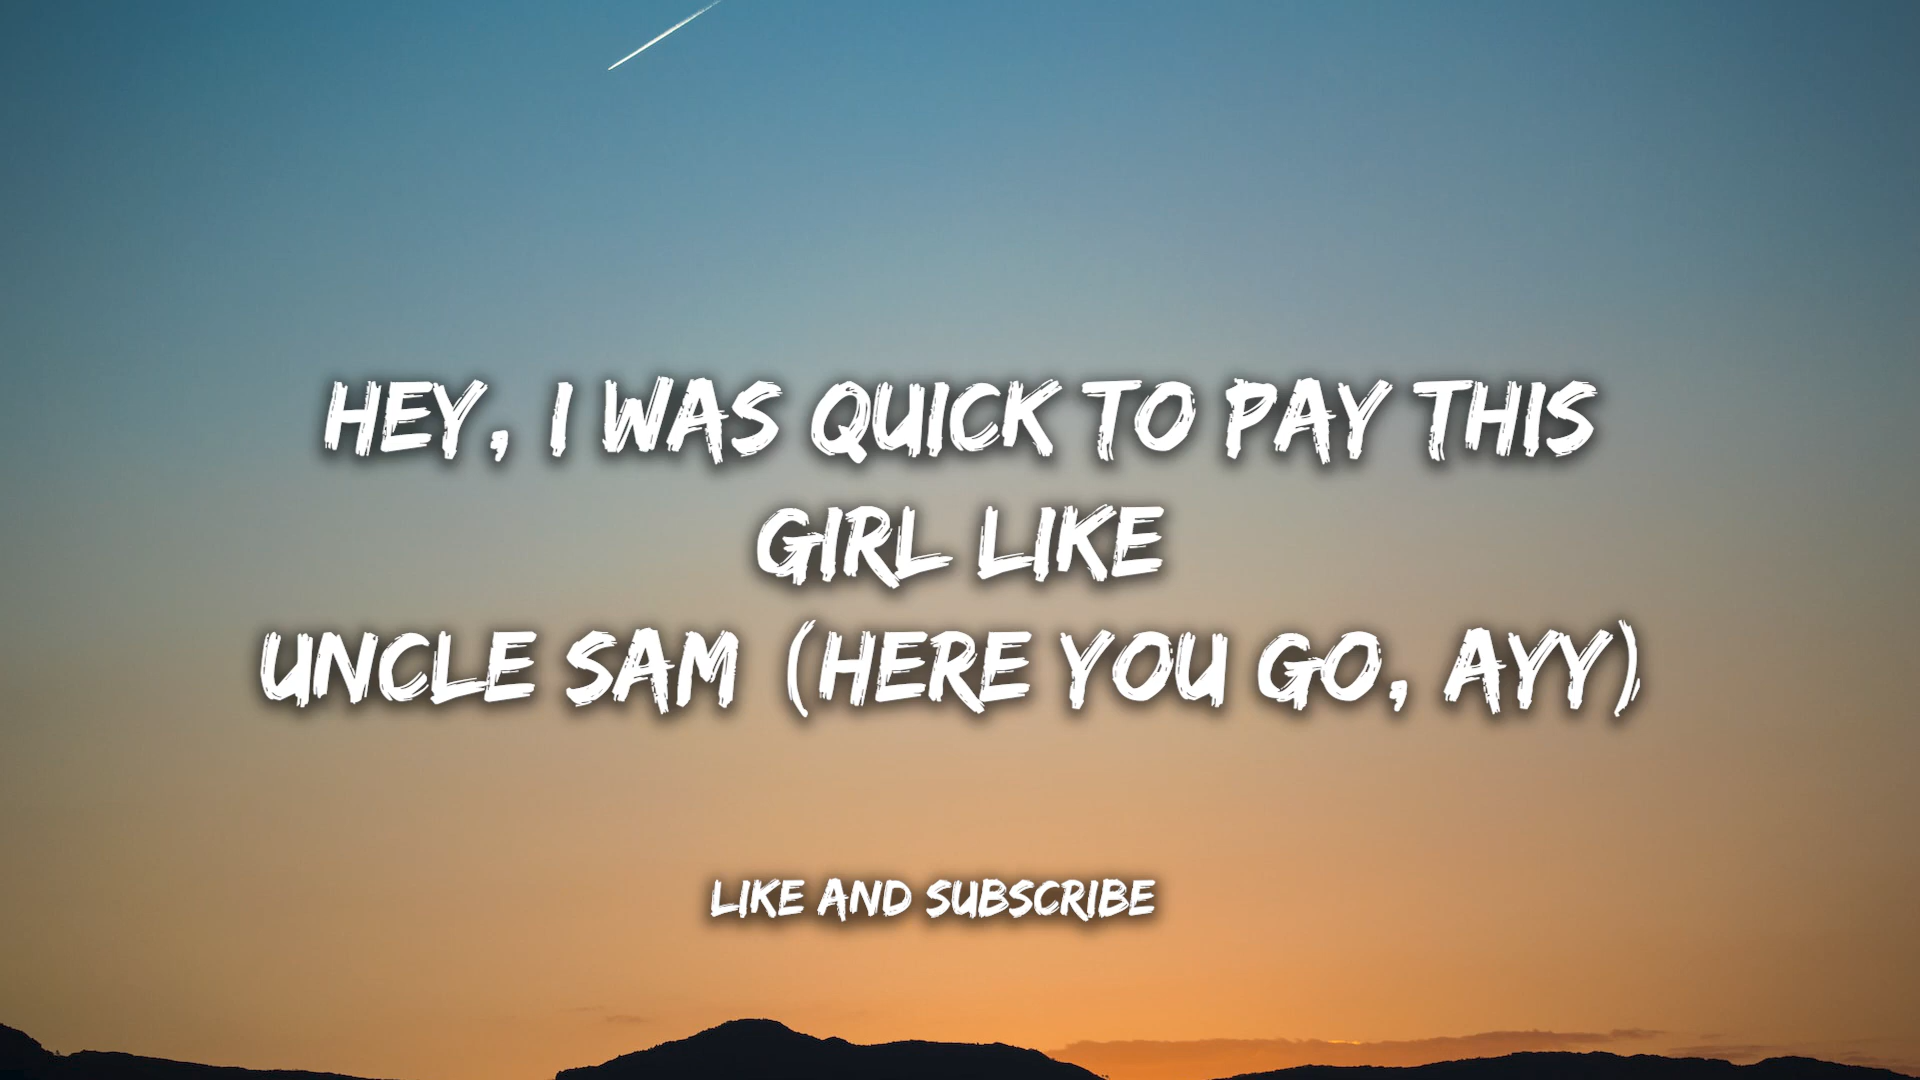 HEY, I WAS QUICK TO PAY THIS
GIRL LIKE
UNCLE SAM (HERE YOU GO, AYY)
LIKE AND SUBSCRIBE